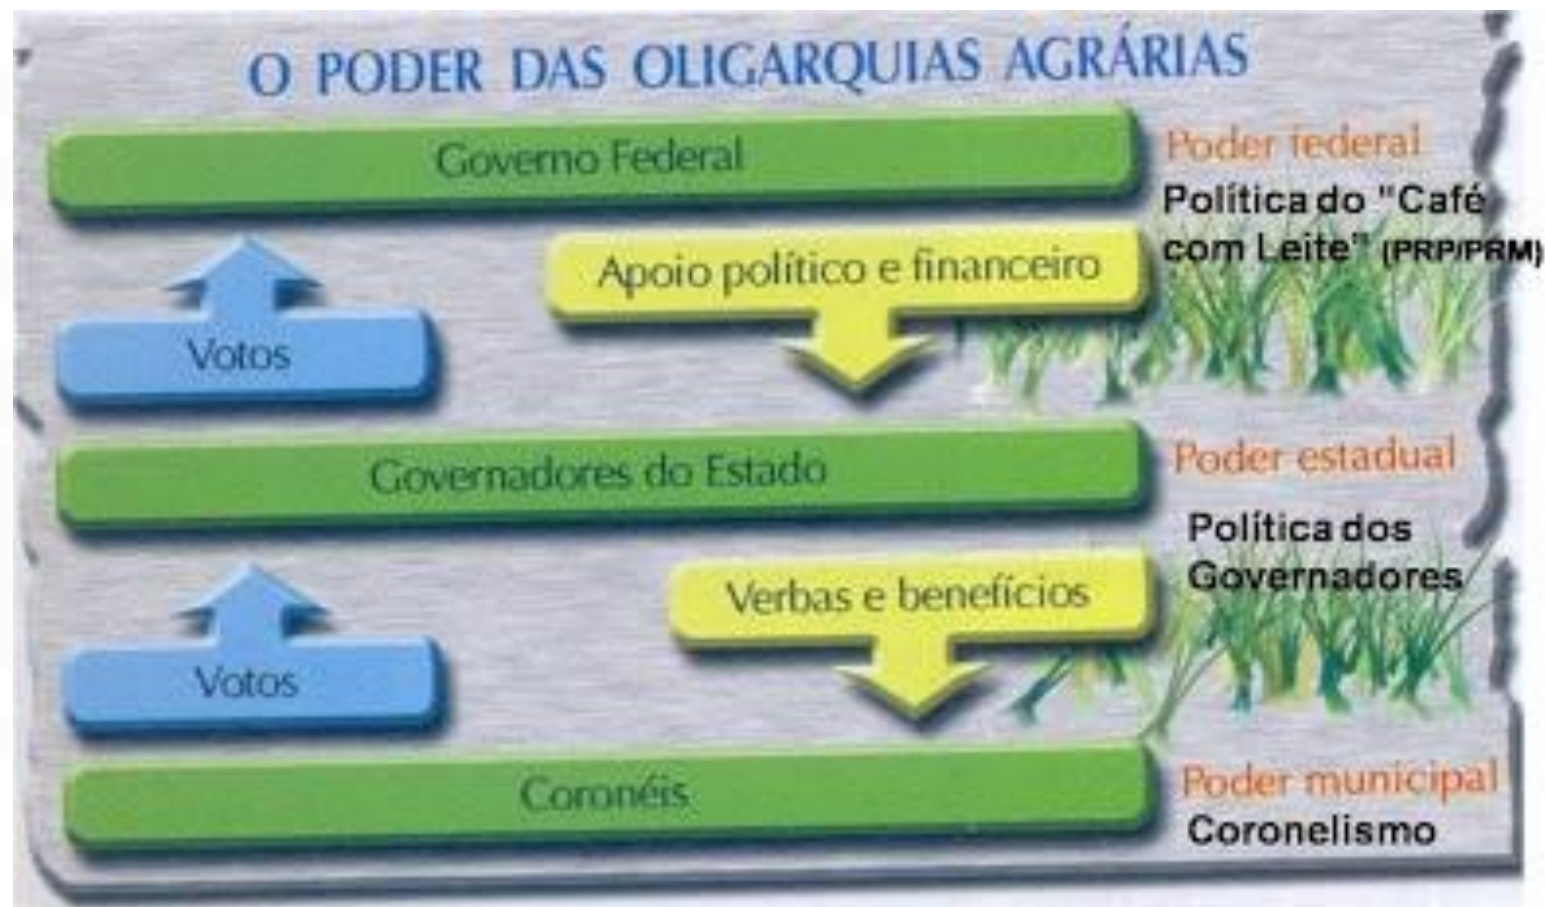 O PODER DAS OLIGARQUIAS AGRÁRIAS
Governo Federal
Poder federal
Política do "Café
com Leite" (PRP/PRM)
Apoio político e financeiro
Votos
Governadores do Estado
Poder estadual
Política dos
Governadores
Verbas e benefícios
Votos
Coronéis
Poder municipal
Coronelismo